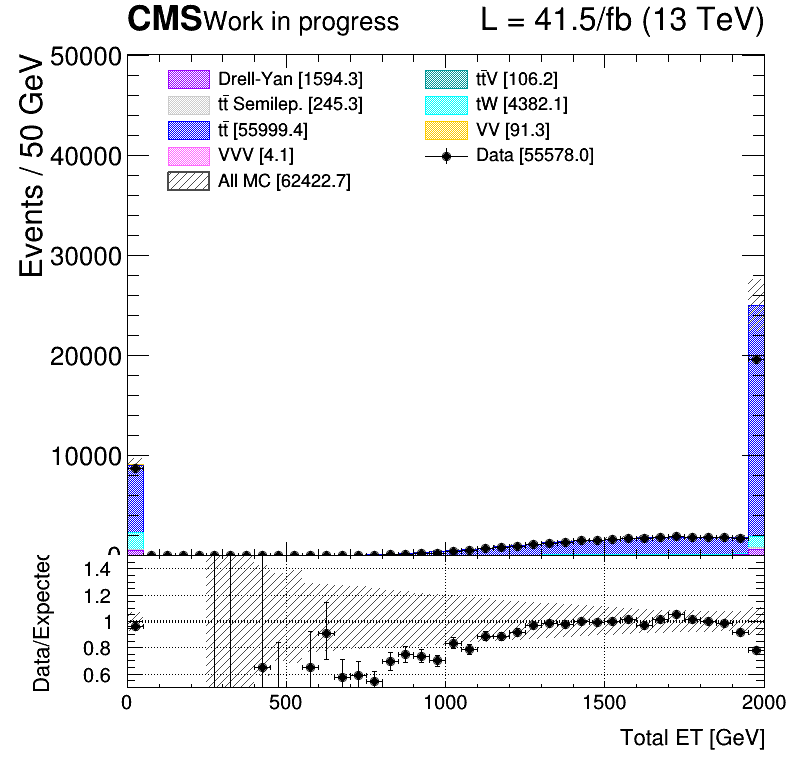 CMS Work in progress L = 41.5/fb (13 TeV)
Events / 50 GeV
50000
40000
30000
20000
10000
0
Drell-Yan [1594.3]
tt̄ Semilep. [245.3]
tt̄ [55999.4]
VVV [4.1]
All MC [62422.7]
tt̄V [106.2]
tW [4382.1]
VV [91.3]
Data [55578.0]
Data/Expected
1.4
1.2
1
0.8
0.6
0 500 1000 1500 2000
Total ET [GeV]